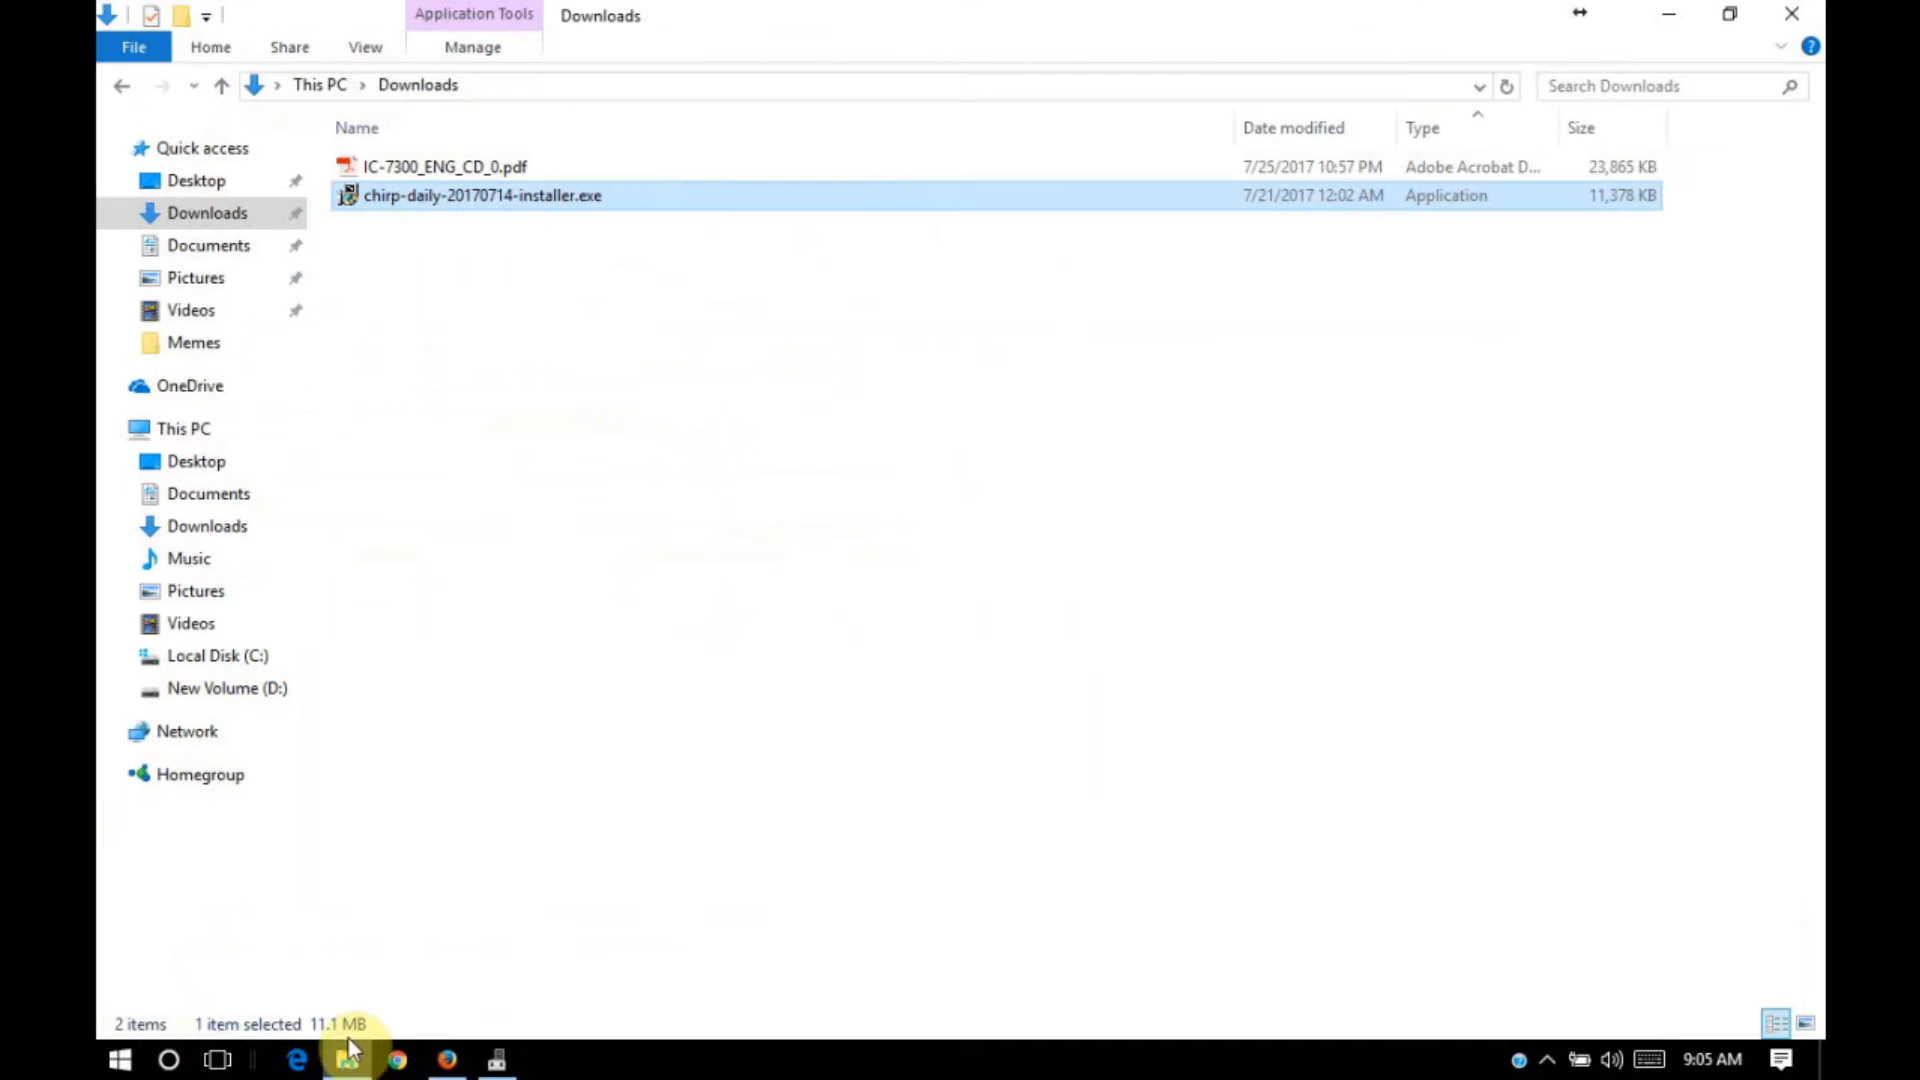 Application Tools
Downloads
File
Home
Share
View
Manage
This PC
Downloads
Search Downloads
Name
Date modified
Type
Size
IC-7300_ENG_CD_0.pdf
7/25/2017 10:57 PM
Adobe Acrobat D...
23,865 KB
chirp-daily-20170714-installer.exe
7/21/2017 12:02 AM
Application
11,378 KB
Quick access
Desktop
Downloads
Documents
Pictures
Videos
Memes
OneDrive
This PC
Desktop
Documents
Downloads
Music
Pictures
Videos
Local Disk (C:)
New Volume (D:)
Network
Homegroup
2 items
1 item selected 11.1 MB
9:05 AM